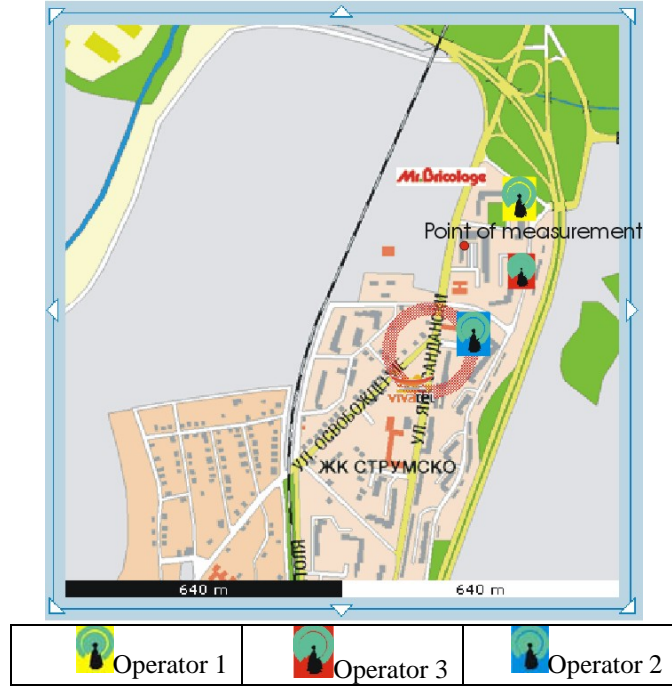 Mr.Bricolage
Point of measurement
УЛ. ЯНЕ САНДАНСКИ
УЛ. ОСВОБОЖДЕНИЕ
vivatel
ЖК СТРУМСКО
640 m 640 m
Operator 1 Operator 3 Operator 2